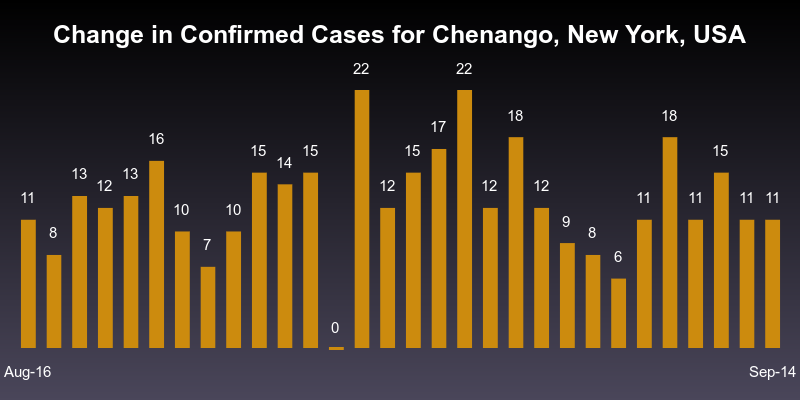 Change in Confirmed Cases for Chenango, New York, USA
11 8 13 12 13 16 10 7 10 15 14 15 0 22 12 15 17 22 12 18 12 9 8 6 11 18 11 15 11 11
Aug-16 Sep-14